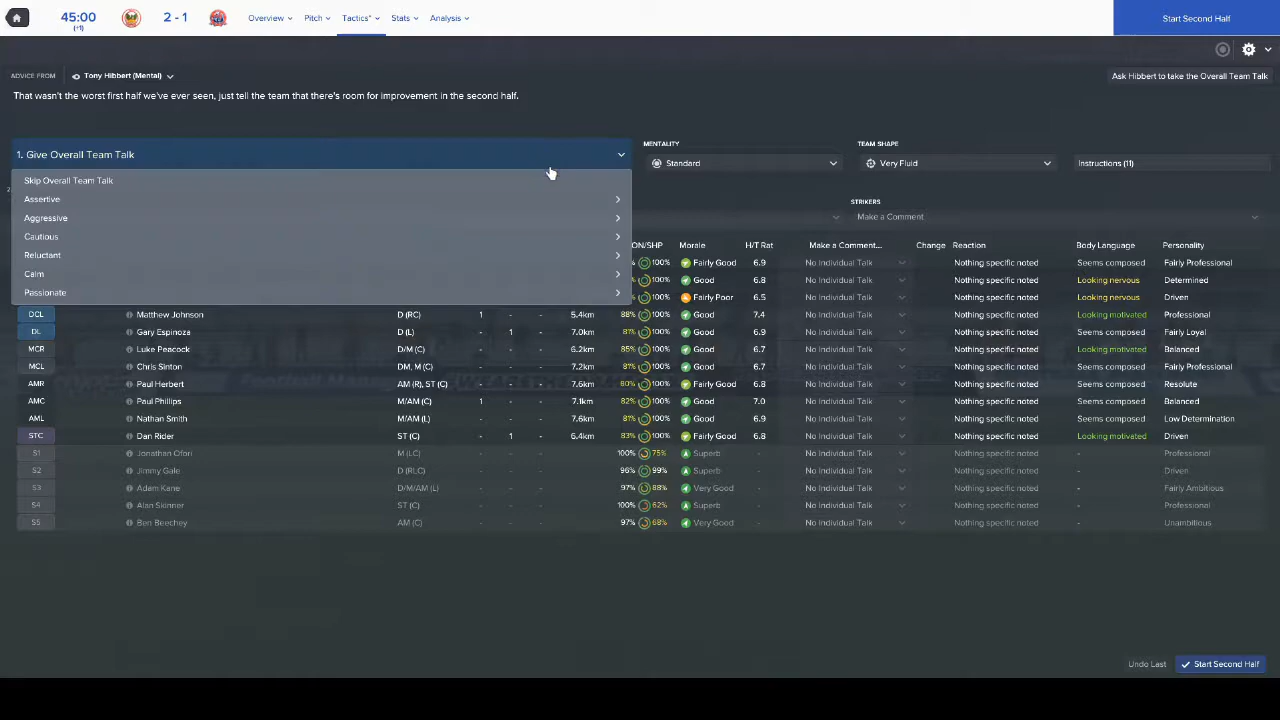 45:00 2 - 1 Overview Pitch Tactics* Stats Analysis Start Second Half
(+1)
ADVICE FROM Tony Hibbert (Mental) Ask Hibbert to take the Overall Team Talk
That wasn't the worst first half we've ever seen, just tell the team that there's room for improvement in the second half.
MENTALITY TEAM SHAPE
1. Give Overall Team Talk Standard Very Fluid Instructions (11)
Skip Overall Team Talk
Assertive STRIKERS
Aggressive Make a Comment
Cautious
Reluctant
Calm
Passionate
ON/SHP Morale H/T Rat Make a Comment... Change Reaction Body Language Personality
100% Fairly Good 6.9 No Individual Talk Nothing specific noted Seems composed Fairly Professional
100% Good 6.8 No Individual Talk Nothing specific noted Looking nervous Determined
100% Fairly Poor 6.5 No Individual Talk Nothing specific noted Looking nervous Driven
DCL Matthew Johnson D (RC) 1 - - 5.4km 88% 100% Good 7.4 No Individual Talk Nothing specific noted Looking motivated Professional
DL Gary Espinoza D (L) - 1 - 7.0km 81% 100% Good 6.9 No Individual Talk Nothing specific noted Seems composed Fairly Loyal
MCR Luke Peacock D/M (C) - - - 6.2km 85% 100% Good 6.7 No Individual Talk Nothing specific noted Looking motivated Balanced
MCL Chris Sinton DM, M (C) - - - 7.2km 81% 100% Good 6.7 No Individual Talk Nothing specific noted Seems composed Fairly Professional
AMR Paul Herbert AM (R), ST (C) - - - 7.6km 80% 100% Fairly Good 6.8 No Individual Talk Nothing specific noted Seems composed Resolute
AMC Paul Phillips M/AM (C) 1 - - 7.1km 82% 100% Good 7.0 No Individual Talk Nothing specific noted Seems composed Balanced
AML Nathan Smith M/AM (L) - - - 7.6km 81% 100% Good 6.9 No Individual Talk Nothing specific noted Seems composed Low Determination
STC Dan Rider ST (C) - 1 - 6.4km 83% 100% Fairly Good 6.8 No Individual Talk Nothing specific noted Looking motivated Driven
S1 Jonathan Ofori M (LC) - - - - 100% 75% Superb - No Individual Talk Nothing specific noted - Professional
S2 Jimmy Gale D (RLC) - - - - 96% 99% Superb - No Individual Talk Nothing specific noted - Driven
S3 Adam Kane D/M/AM (L) - - - - 97% 88% Very Good - No Individual Talk Nothing specific noted - Fairly Ambitious
S4 Alan Skinner ST (C) - - - - 100% 62% Superb - No Individual Talk Nothing specific noted - Professional
S5 Ben Beechey AM (C) - - - - 97% 68% Very Good - No Individual Talk Nothing specific noted - Unambitious
Undo Last Start Second Half